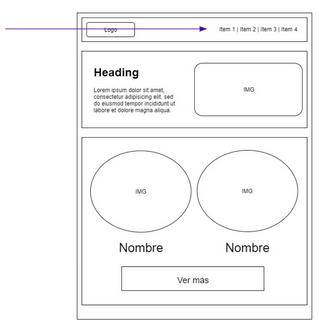 Logo
Item 1 | Item 2 | Item 3 | Item 4
Heading
Lorem ipsum dolor sit amet,
consectetur adipisicing elit, sed
do eiusmod tempor incididunt ut
labore et dolore magna aliqua.
IMG
IMG
IMG
Nombre
Nombre
Ver más